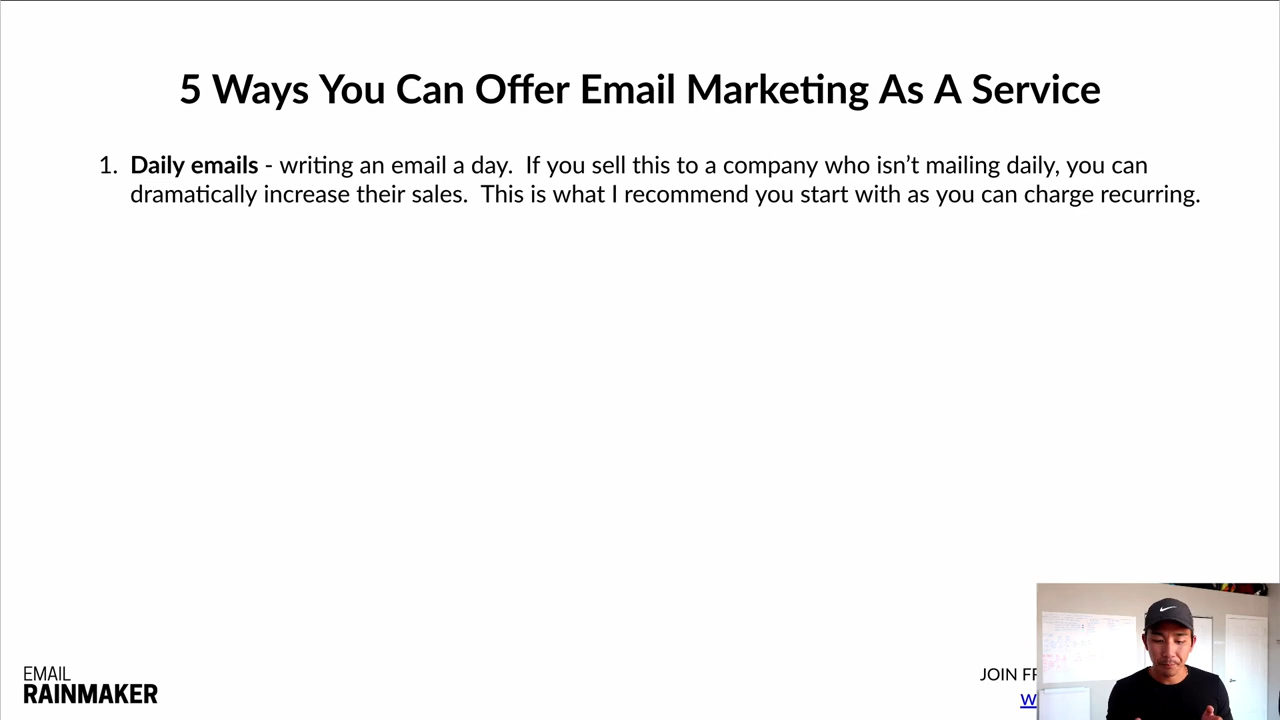 5 Ways You Can Offer Email Marketing As A Service
1. Daily emails - writing an email a day.  If you sell this to a company who isn’t mailing daily, you can
dramatically increase their sales.  This is what I recommend you start with as you can charge recurring.
EMAIL
RAINMAKER
JOIN